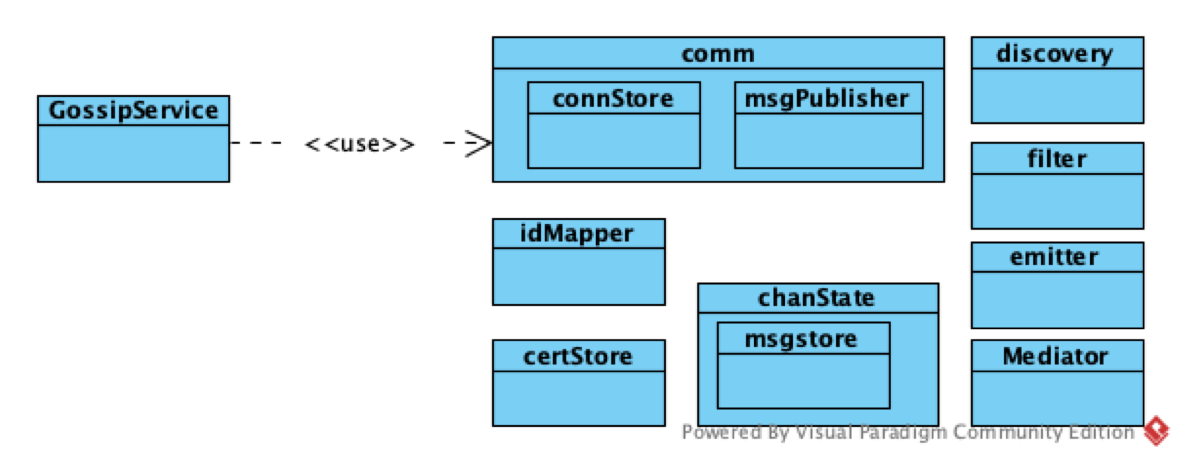 comm
discovery
connStore
msgPublisher
GossipService
<<use>>
filter
idMapper
emitter
chanState
msgstore
certStore
Mediator
Powered By Visual Paradigm Community Edition